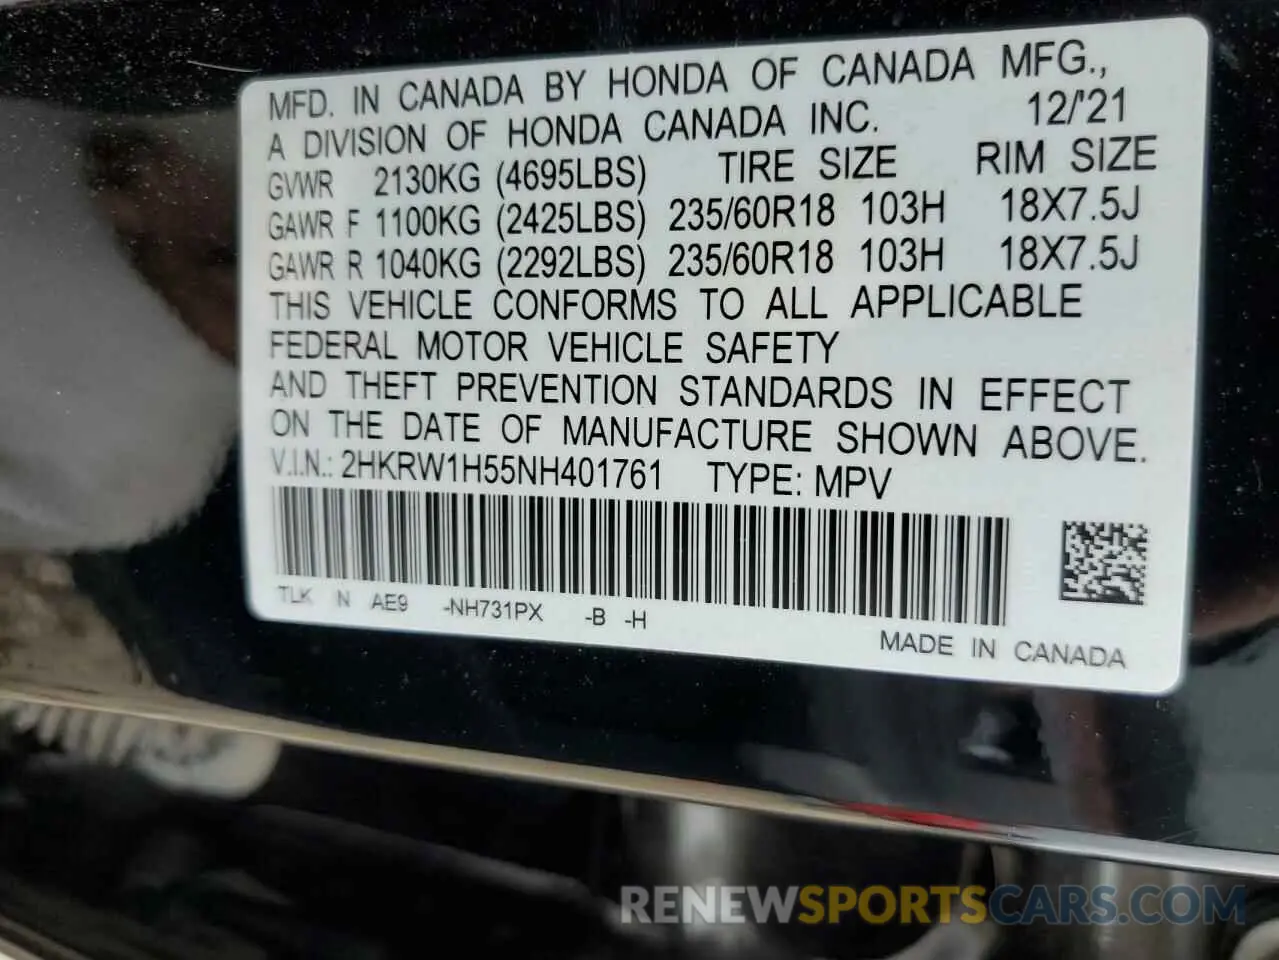 MFD. IN CANADA BY HONDA OF CANADA MFG.,
A DIVISION OF HONDA CANADA INC. 12/'21
GVWR 2130KG (4695LBS) TIRE SIZE RIM SIZE
GAWR F 1100KG (2425LBS) 235/60R18 103H 18X7.5J
GAWR R 1040KG (2292LBS) 235/60R18 103H 18X7.5J
THIS VEHICLE CONFORMS TO ALL APPLICABLE
FEDERAL MOTOR VEHICLE SAFETY
AND THEFT PREVENTION STANDARDS IN EFFECT
ON THE DATE OF MANUFACTURE SHOWN ABOVE.
V.I.N.: 2HKRW1H55NH401761 TYPE: MPV
TLK N AE9 -NH731PX -B -H
MADE IN CANADA
RENEWSPORTSCARS.COM